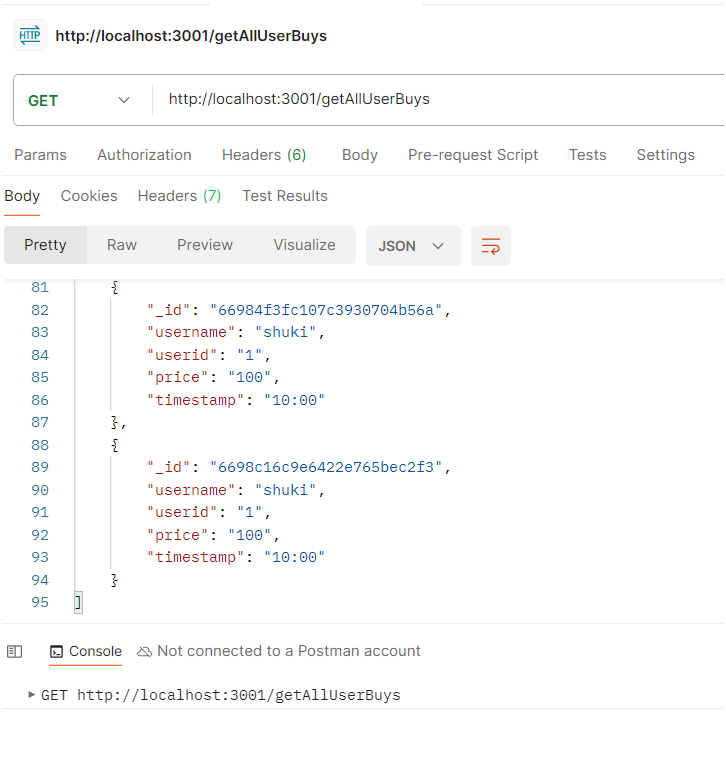 HTTP http://localhost:3001/getAllUserBuys
GET http://localhost:3001/getAllUserBuys
Params Authorization Headers (6) Body Pre-request Script Tests Settings
Body Cookies Headers (7) Test Results
Pretty Raw Preview Visualize JSON
81 {
82 "_id": "66984f3fc107c3930704b56a",
83 "username": "shuki",
84 "userid": "1",
85 "price": "100",
86 "timestamp": "10:00"
87 },
88 {
89 "_id": "6698c16c9e6422e765bec2f3",
90 "username": "shuki",
91 "userid": "1",
92 "price": "100",
93 "timestamp": "10:00"
94 }
95 ]
Console Not connected to a Postman account
GET http://localhost:3001/getAllUserBuys